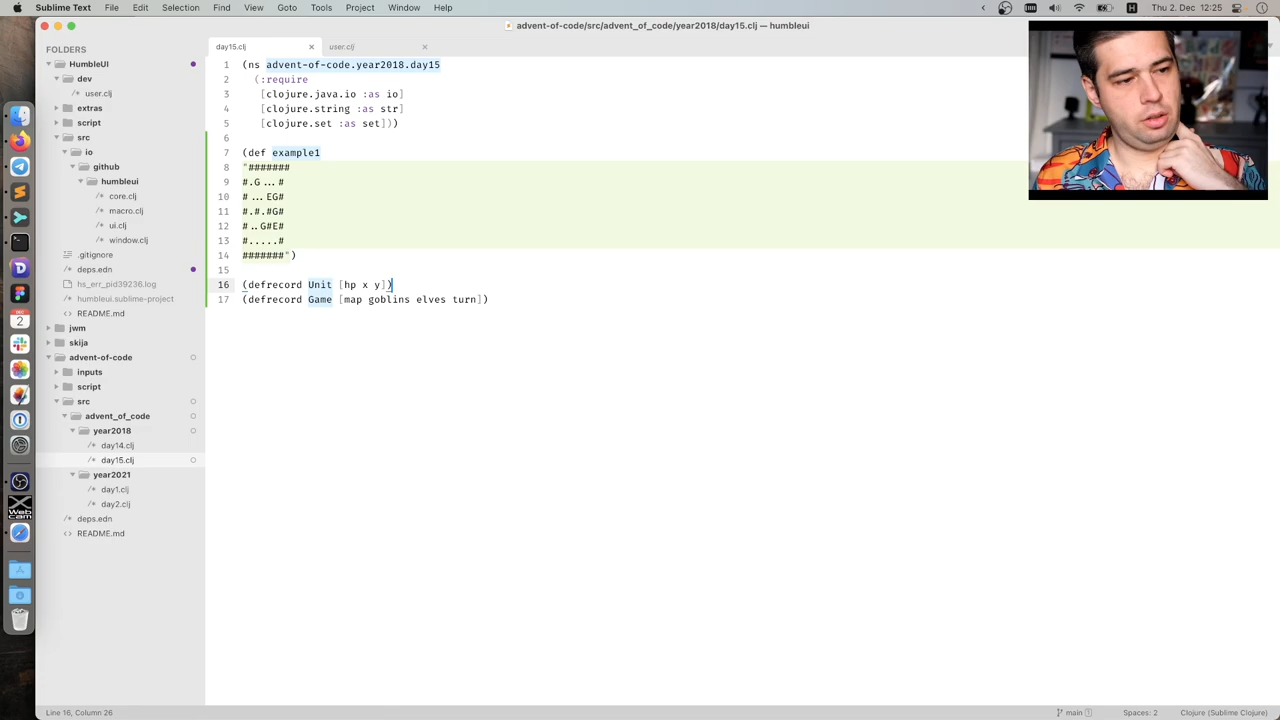 Sublime Text File Edit Selection Find View Goto Tools Project Window Help
Thu 2. Dec 12:25
advent-of-code/src/advent_of_code/year2018/day15.clj — humbleui
FOLDERS
HumbleUI
dev
user.clj
extras
script
src
io
github
humbleui
core.clj
macro.clj
ui.clj
window.clj
.gitignore
deps.edn
hs_err_pid39236.log
humbleui.sublime-project
README.md
jwm
skija
advent-of-code
inputs
script
src
advent_of_code
year2018
day14.clj
day15.clj
year2021
day1.clj
day2.clj
deps.edn
README.md
day15.clj
user.clj
1 (ns advent-of-code.year2018.day15
2 (:require
3 [clojure.java.io :as io]
4 [clojure.string :as str]
5 [clojure.set :as set]))
6
7 (def example1
8 "#######
9 #.G...#
10 #...EG#
11 #.#.#G#
12 #..G#E#
13 #.....#
14 #######")
15
16 (defrecord Unit [hp x y])
17 (defrecord Game [map goblins elves turn])
DEC
2
Webcam
Line 16, Column 26
main 1
Spaces: 2
Clojure (Sublime Clojure)